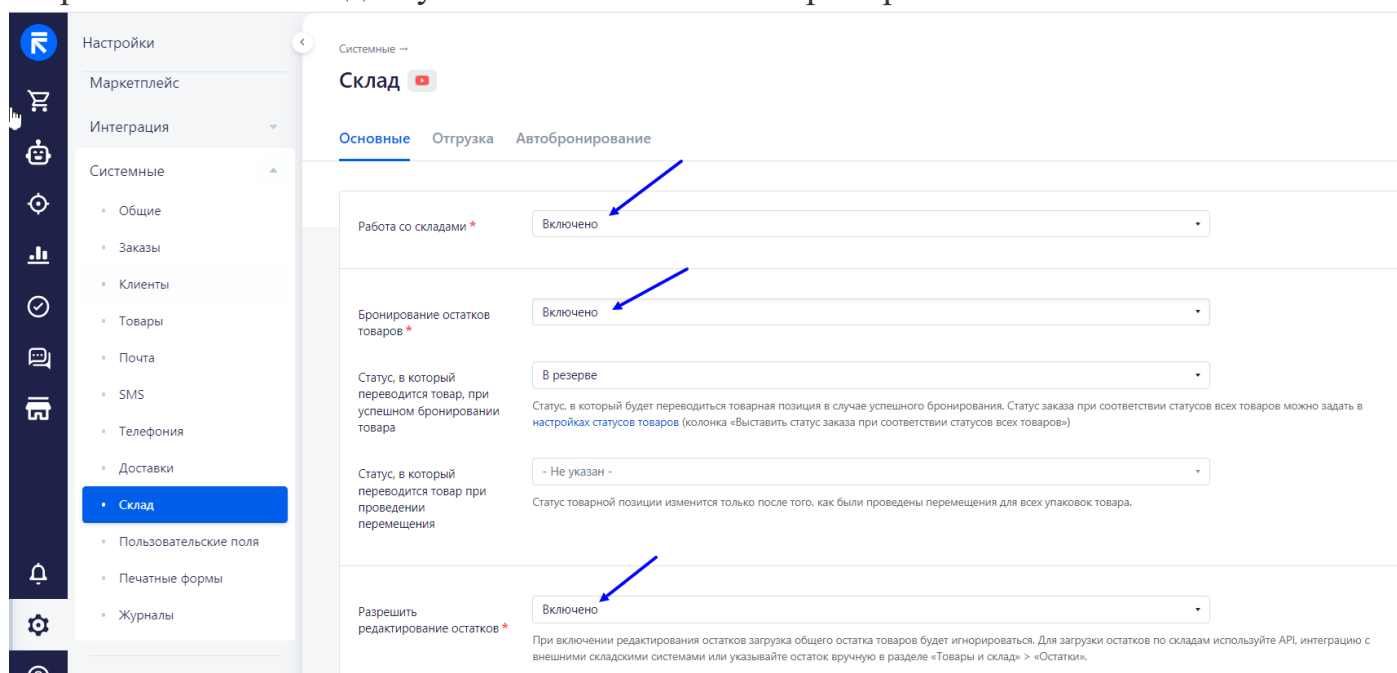 Настройки
Маркетплейс
Интеграция
Системные
Общие
Заказы
Клиенты
Товары
Почта
SMS
Телефония
Доставки
Склад
Пользовательские поля
Печатные формы
Журналы
Системные →
Склад
Основные Отгрузка Автобронирование
Работа со складами * Включено
Бронирование остатков Включено
товаров *
Статус, в который В резерве
переводится товар, при
успешном бронировании
товара
Статус, в который будет переводиться товарная позиция в случае успешного бронирования. Статус заказа при соответствии статусов всех товаров можно задать в
настройках статусов товаров (колонка «Выставить статус заказа при соответствии статусов всех товаров»)
Статус, в который - Не указан -
переводится товар при
проведении
перемещения
Статус товарной позиции изменится только после того, как были проведены перемещения для всех упаковок товара.
Разрешить Включено
редактирование остатков *
При включении редактирования остатков загрузка общего остатка товаров будет игнорироваться. Для загрузки остатков по складам используйте API, интеграцию с
внешними складскими системами или указывайте остаток вручную в разделе «Товары и склад» > «Остатки».